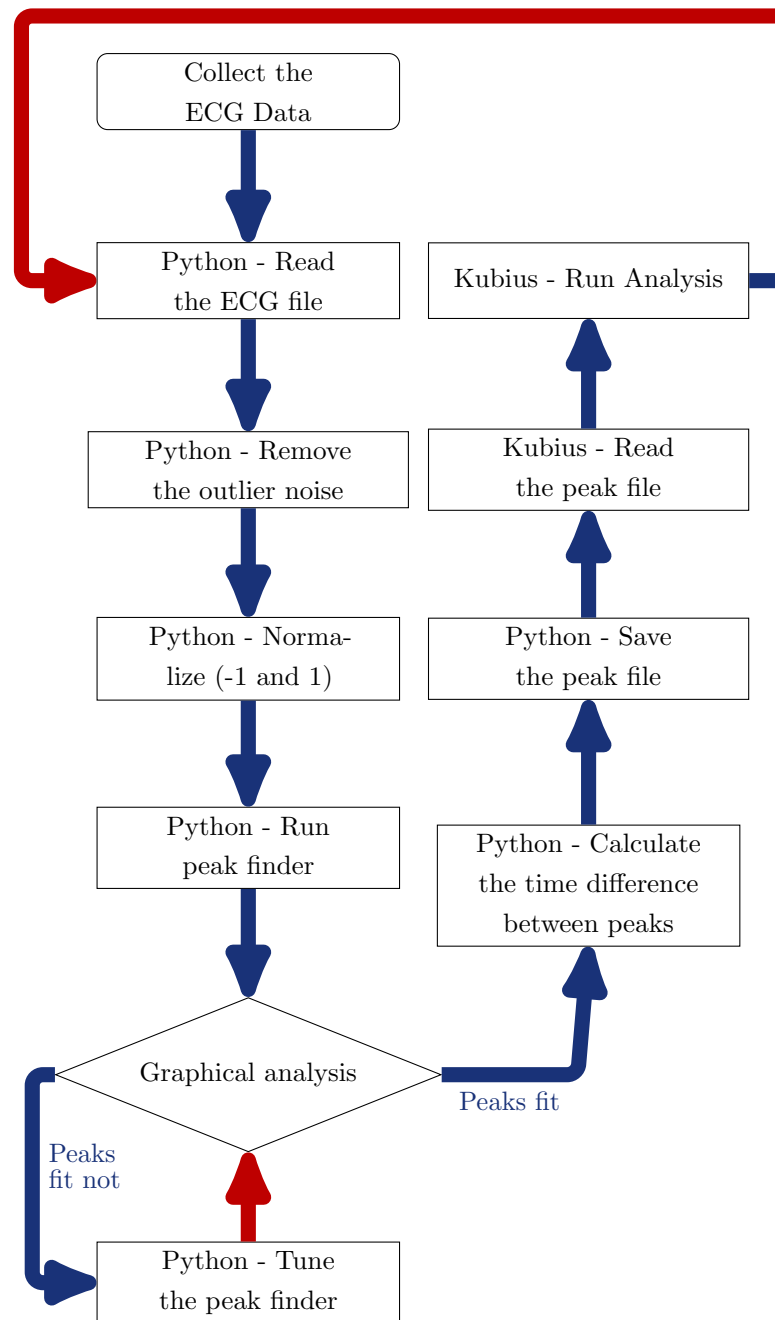 Collect the
ECG Data
Python - Read
the ECG file
Python - Remove
the outlier noise
Python - Norma-
lize (-1 and 1)
Python - Run
peak finder
Graphical analysis
Peaks
fit not
Python - Tune
the peak finder
Peaks fit
Python - Calculate
the time difference
between peaks
Python - Save
the peak file
Kubius - Read
the peak file
Kubius - Run Analysis